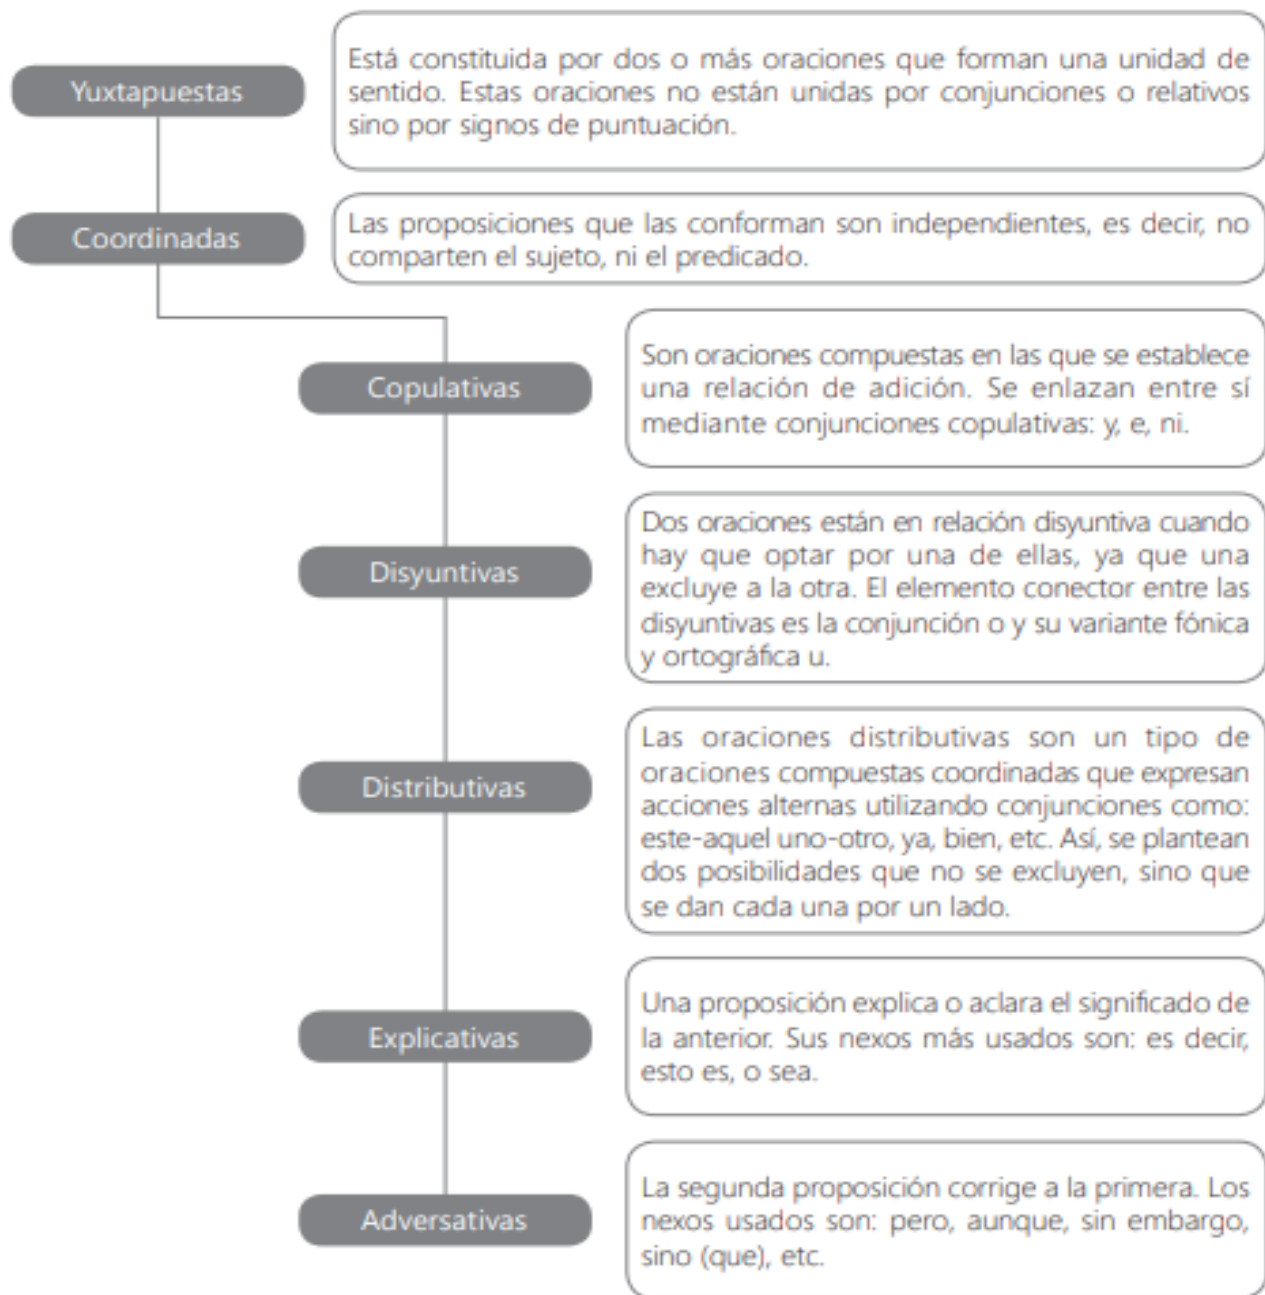 Yuxtapuestas
Está constituida por dos o más oraciones que forman una unidad de
sentido. Estas oraciones no están unidas por conjunciones o relativos
sino por signos de puntuación.
Coordinadas
Las proposiciones que las conforman son independientes, es decir, no
comparten el sujeto, ni el predicado.
Copulativas
Son oraciones compuestas en las que se establece
una relación de adición. Se enlazan entre sí
mediante conjunciones copulativas: y, e, ni.
Disyuntivas
Dos oraciones están en relación disyuntiva cuando
hay que optar por una de ellas, ya que una
excluye a la otra. El elemento conector entre las
disyuntivas es la conjunción o y su variante fónica
y ortográfica u.
Distributivas
Las oraciones distributivas son un tipo de
oraciones compuestas coordinadas que expresan
acciones alternas utilizando conjunciones como:
este-aquel uno-otro, ya, bien, etc. Así, se plantean
dos posibilidades que no se excluyen, sino que
se dan cada una por un lado.
Explicativas
Una proposición explica o aclara el significado de
la anterior. Sus nexos más usados son: es decir,
esto es, o sea.
Adversativas
La segunda proposición corrige a la primera. Los
nexos usados son: pero, aunque, sin embargo,
sino (que), etc.